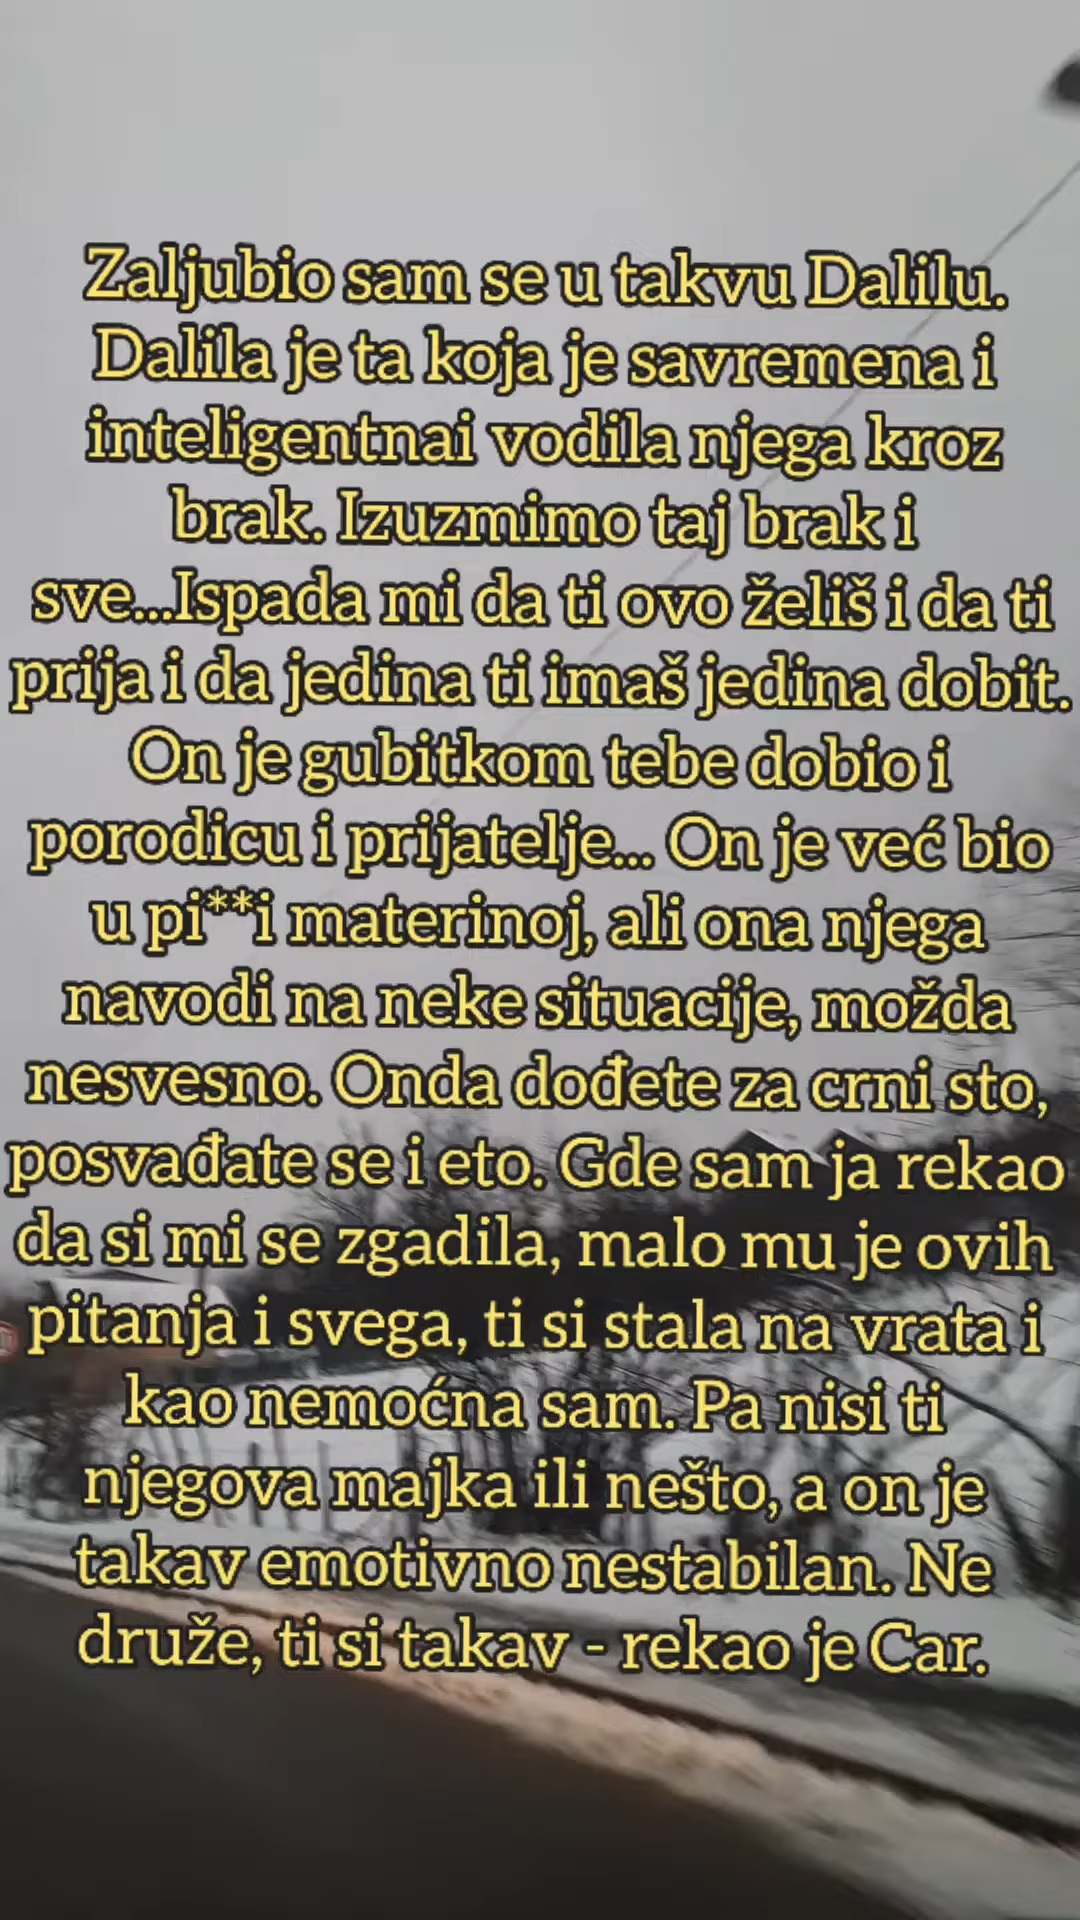 Zaljubio sam se u takvu Dalilu.
Dalila je ta koja je savremena i
inteligentnai vodila njega kroz
brak. Izuzmimo taj brak i
sve...Ispada mi da ti ovo želiš i da ti
prija i da jedina ti imaš jedina dobit.
On je gubitkom tebe dobio i
porodicu i prijatelje... On je već bio
u pi**i materinoj, ali ona njega
navodi na neke situacije, možda
nesvesno. Onda dođete za crni sto,
posvađate se i eto. Gde sam ja rekao
da si mi se zgadila, malo mu je ovih
pitanja i svega, ti si stala na vrata i
kao nemoćna sam. Pa nisi ti
njegova majka ili nešto, a on je
takav emotivno nestabilan. Ne
druže, ti si takav - rekao je Car.